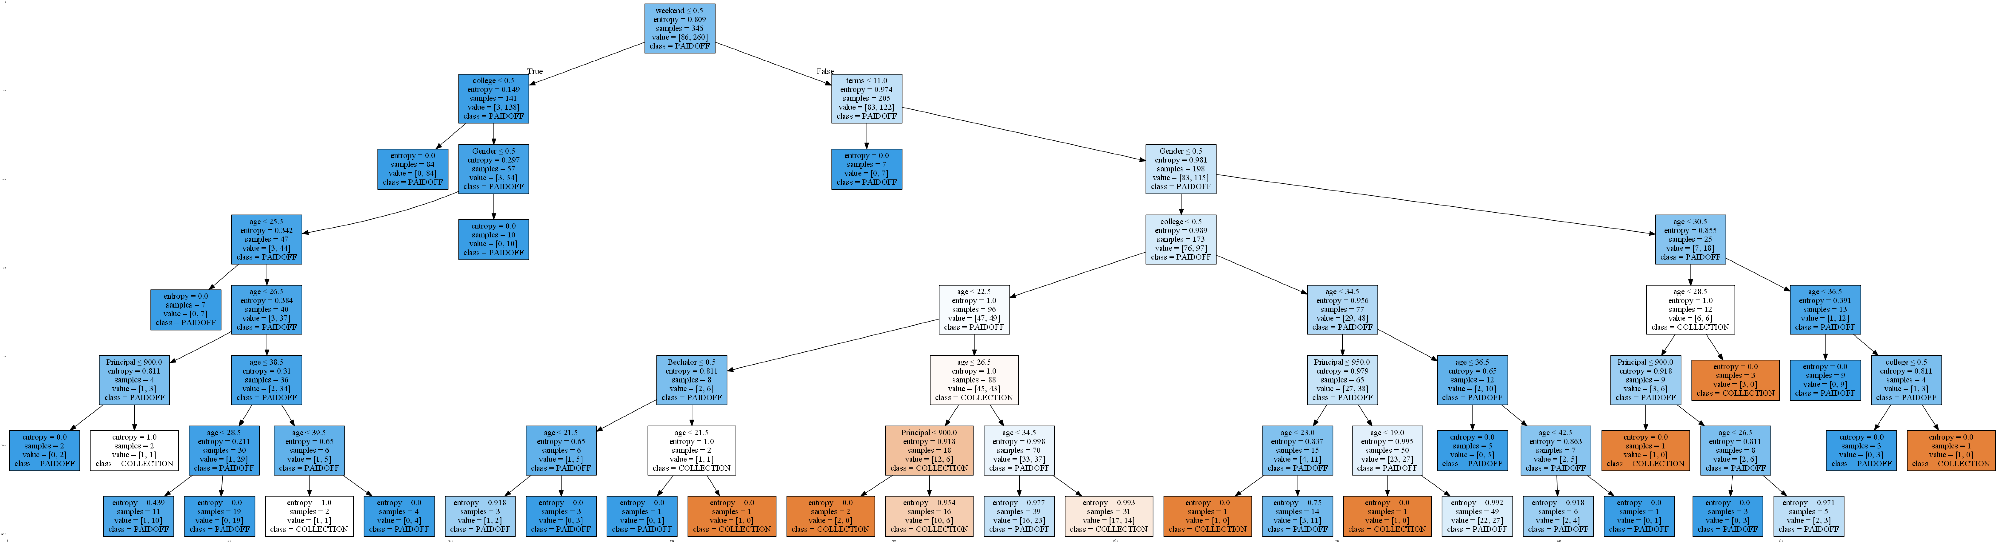 weekend ≤ 0.5
entropy = 0.809
samples = 346
value = [86, 260]
class = PAIDOFF
True
False
college ≤ 0.5
entropy = 0.149
samples = 141
value = [3, 138]
class = PAIDOFF
terms ≤ 11.0
entropy = 0.974
samples = 205
value = [83, 122]
class = PAIDOFF
entropy = 0.0
samples = 84
value = [0, 84]
class = PAIDOFF
Gender ≤ 0.5
entropy = 0.297
samples = 57
value = [3, 54]
class = PAIDOFF
entropy = 0.0
samples = 7
value = [0, 7]
class = PAIDOFF
Gender ≤ 0.5
entropy = 0.981
samples = 198
value = [83, 115]
class = PAIDOFF
age ≤ 25.5
entropy = 0.342
samples = 47
value = [3, 44]
class = PAIDOFF
entropy = 0.0
samples = 10
value = [0, 10]
class = PAIDOFF
college ≤ 0.5
entropy = 0.989
samples = 173
value = [76, 97]
class = PAIDOFF
age ≤ 30.5
entropy = 0.855
samples = 25
value = [7, 18]
class = PAIDOFF
entropy = 0.0
samples = 7
value = [0, 7]
class = PAIDOFF
age ≤ 26.5
entropy = 0.384
samples = 40
value = [3, 37]
class = PAIDOFF
age ≤ 22.5
entropy = 1.0
samples = 96
value = [47, 49]
class = PAIDOFF
age ≤ 34.5
entropy = 0.956
samples = 77
value = [29, 48]
class = PAIDOFF
age ≤ 28.5
entropy = 1.0
samples = 12
value = [6, 6]
class = COLLECTION
age ≤ 36.5
entropy = 0.391
samples = 13
value = [1, 12]
class = PAIDOFF
Principal ≤ 900.0
entropy = 0.811
samples = 4
value = [1, 3]
class = PAIDOFF
age ≤ 38.5
entropy = 0.31
samples = 36
value = [2, 34]
class = PAIDOFF
Bechalor ≤ 0.5
entropy = 0.811
samples = 8
value = [2, 6]
class = PAIDOFF
age ≤ 26.5
entropy = 1.0
samples = 88
value = [45, 43]
class = COLLECTION
Principal ≤ 950.0
entropy = 0.979
samples = 65
value = [27, 38]
class = PAIDOFF
age ≤ 36.5
entropy = 0.65
samples = 12
value = [2, 10]
class = PAIDOFF
Principal ≤ 900.0
entropy = 0.918
samples = 9
value = [3, 6]
class = PAIDOFF
entropy = 0.0
samples = 3
value = [3, 0]
class = COLLECTION
entropy = 0.0
samples = 9
value = [0, 9]
class = PAIDOFF
college ≤ 0.5
entropy = 0.811
samples = 4
value = [1, 3]
class = PAIDOFF
entropy = 0.0
samples = 2
value = [0, 2]
class = PAIDOFF
entropy = 1.0
samples = 2
value = [1, 1]
class = COLLECTION
age ≤ 28.5
entropy = 0.211
samples = 30
value = [1, 29]
class = PAIDOFF
age ≤ 39.5
entropy = 0.65
samples = 6
value = [1, 5]
class = PAIDOFF
age ≤ 21.5
entropy = 0.65
samples = 6
value = [1, 5]
class = PAIDOFF
age ≤ 21.5
entropy = 1.0
samples = 2
value = [1, 1]
class = COLLECTION
Principal ≤ 900.0
entropy = 0.918
samples = 18
value = [12, 6]
class = COLLECTION
age ≤ 34.5
entropy = 0.998
samples = 70
value = [33, 37]
class = PAIDOFF
age ≤ 23.0
entropy = 0.837
samples = 15
value = [4, 11]
class = PAIDOFF
age ≤ 19.0
entropy = 0.995
samples = 50
value = [23, 27]
class = PAIDOFF
entropy = 0.0
samples = 5
value = [0, 5]
class = PAIDOFF
age ≤ 42.5
entropy = 0.863
samples = 7
value = [2, 5]
class = PAIDOFF
entropy = 0.0
samples = 1
value = [1, 0]
class = COLLECTION
age ≤ 26.5
entropy = 0.811
samples = 8
value = [2, 6]
class = PAIDOFF
entropy = 0.0
samples = 3
value = [0, 3]
class = PAIDOFF
entropy = 0.0
samples = 1
value = [1, 0]
class = COLLECTION
entropy = 0.439
samples = 11
value = [1, 10]
class = PAIDOFF
entropy = 0.0
samples = 19
value = [0, 19]
class = PAIDOFF
entropy = 1.0
samples = 2
value = [1, 1]
class = COLLECTION
entropy = 0.0
samples = 4
value = [0, 4]
class = PAIDOFF
entropy = 0.918
samples = 3
value = [1, 2]
class = PAIDOFF
entropy = 0.0
samples = 3
value = [0, 3]
class = PAIDOFF
entropy = 0.0
samples = 1
value = [0, 1]
class = PAIDOFF
entropy = 0.0
samples = 1
value = [1, 0]
class = COLLECTION
entropy = 0.0
samples = 2
value = [2, 0]
class = COLLECTION
entropy = 0.954
samples = 16
value = [10, 6]
class = COLLECTION
entropy = 0.977
samples = 39
value = [16, 23]
class = PAIDOFF
entropy = 0.993
samples = 31
value = [17, 14]
class = COLLECTION
entropy = 0.0
samples = 1
value = [1, 0]
class = COLLECTION
entropy = 0.75
samples = 14
value = [3, 11]
class = PAIDOFF
entropy = 0.0
samples = 1
value = [1, 0]
class = COLLECTION
entropy = 0.992
samples = 49
value = [22, 27]
class = PAIDOFF
entropy = 0.918
samples = 6
value = [2, 4]
class = PAIDOFF
entropy = 0.0
samples = 1
value = [0, 1]
class = PAIDOFF
entropy = 0.0
samples = 3
value = [0, 3]
class = PAIDOFF
entropy = 0.971
samples = 5
value = [2, 3]
class = PAIDOFF